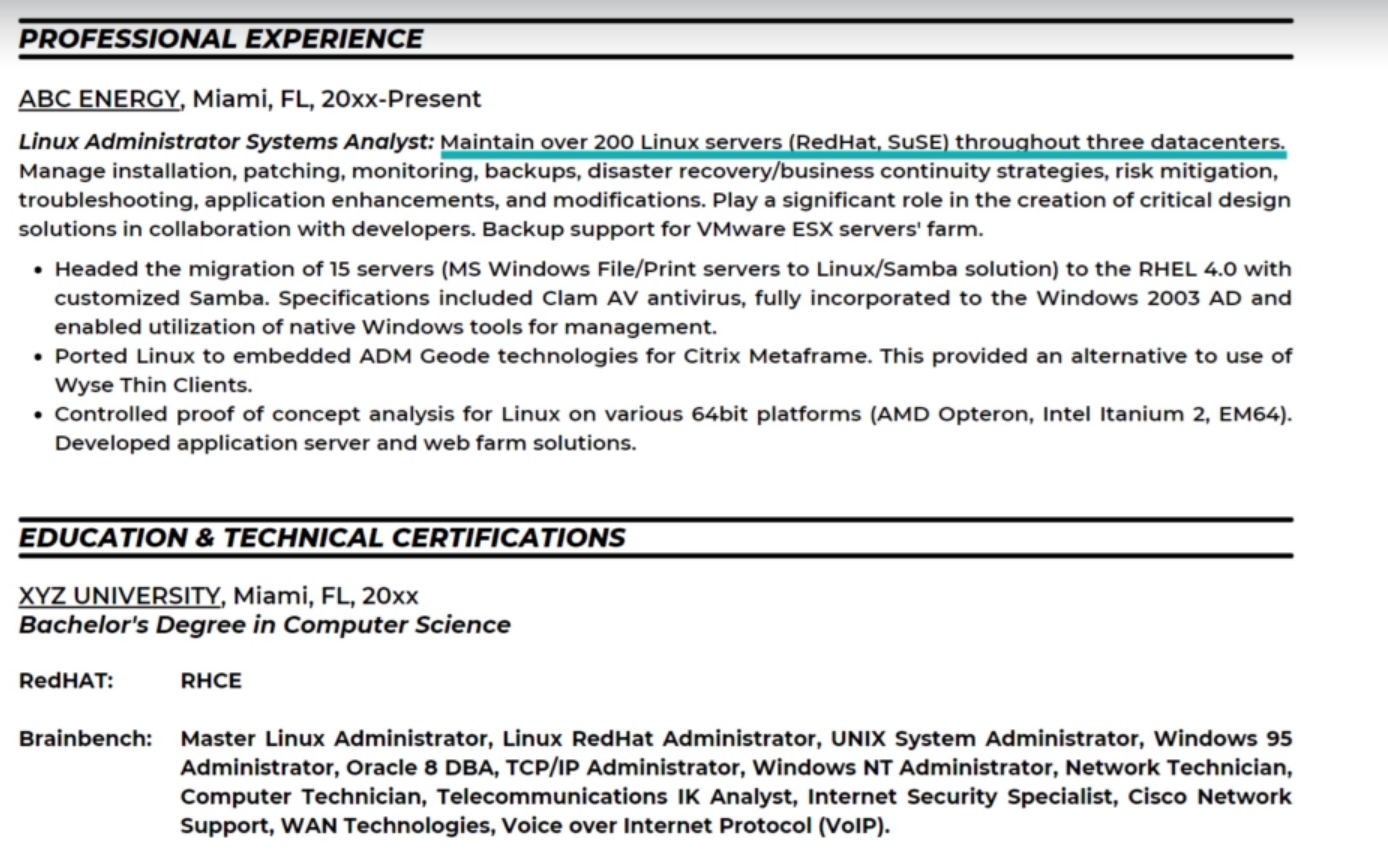 PROFESSIONAL EXPERIENCE
ABC ENERGY, Miami, FL, 20xx-Present
Linux Administrator Systems Analyst: Maintain over 200 Linux servers (RedHat, SuSE) throughout three datacenters.
Manage installation, patching, monitoring, backups, disaster recovery/business continuity strategies, risk mitigation,
troubleshooting, application enhancements, and modifications. Play a significant role in the creation of critical design
solutions in collaboration with developers. Backup support for VMware ESX servers' farm.
• Headed the migration of 15 servers (MS Windows File/Print servers to Linux/Samba solution) to the RHEL 4.0 with
customized Samba. Specifications included Clam AV antivirus, fully incorporated to the Windows 2003 AD and
enabled utilization of native Windows tools for management.
• Ported Linux to embedded ADM Geode technologies for Citrix Metaframe. This provided an alternative to use of
Wyse Thin Clients.
• Controlled proof of concept analysis for Linux on various 64bit platforms (AMD Opteron, Intel Itanium 2, EM64).
Developed application server and web farm solutions.
EDUCATION & TECHNICAL CERTIFICATIONS
XYZ UNIVERSITY, Miami, FL, 20xx
Bachelor's Degree in Computer Science
RedHAT: RHCE
Brainbench: Master Linux Administrator, Linux RedHat Administrator, UNIX System Administrator, Windows 95
Administrator, Oracle 8 DBA, TCP/IP Administrator, Windows NT Administrator, Network Technician,
Computer Technician, Telecommunications IK Analyst, Internet Security Specialist, Cisco Network
Support, WAN Technologies, Voice over Internet Protocol (VoIP).